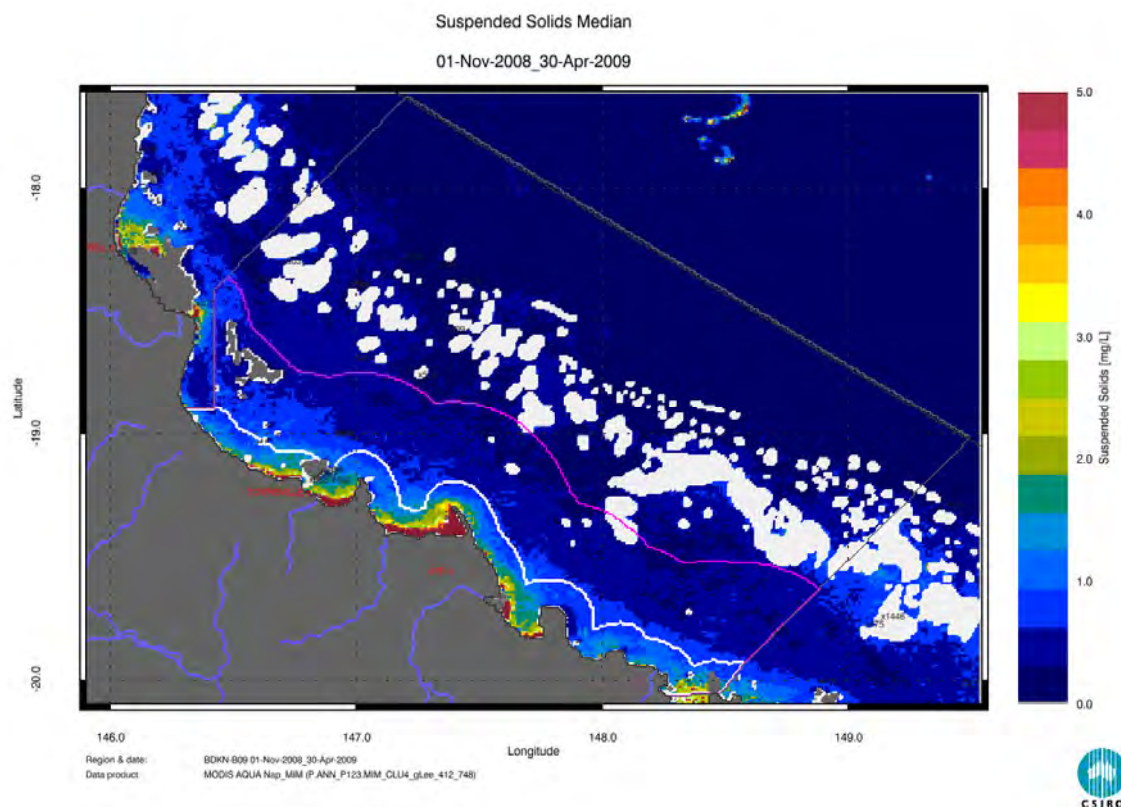 Suspended Solids Median
01-Nov-2008_30-Apr-2009
5.0
4.0
3.0
2.0
1.0
0.0
Suspended Solids [mg/L]
-18.0
-19.0
-20.0
Latitude
x1446
75
146.0 147.0 148.0 149.0
Longitude
Region & date: BDKN-B09 01-Nov-2008_30-Apr-2009
Data product MODIS AQUA Nap_MIM (P.ANN_P123.MIM_CLU4_gLee_412_748)
CSIRO